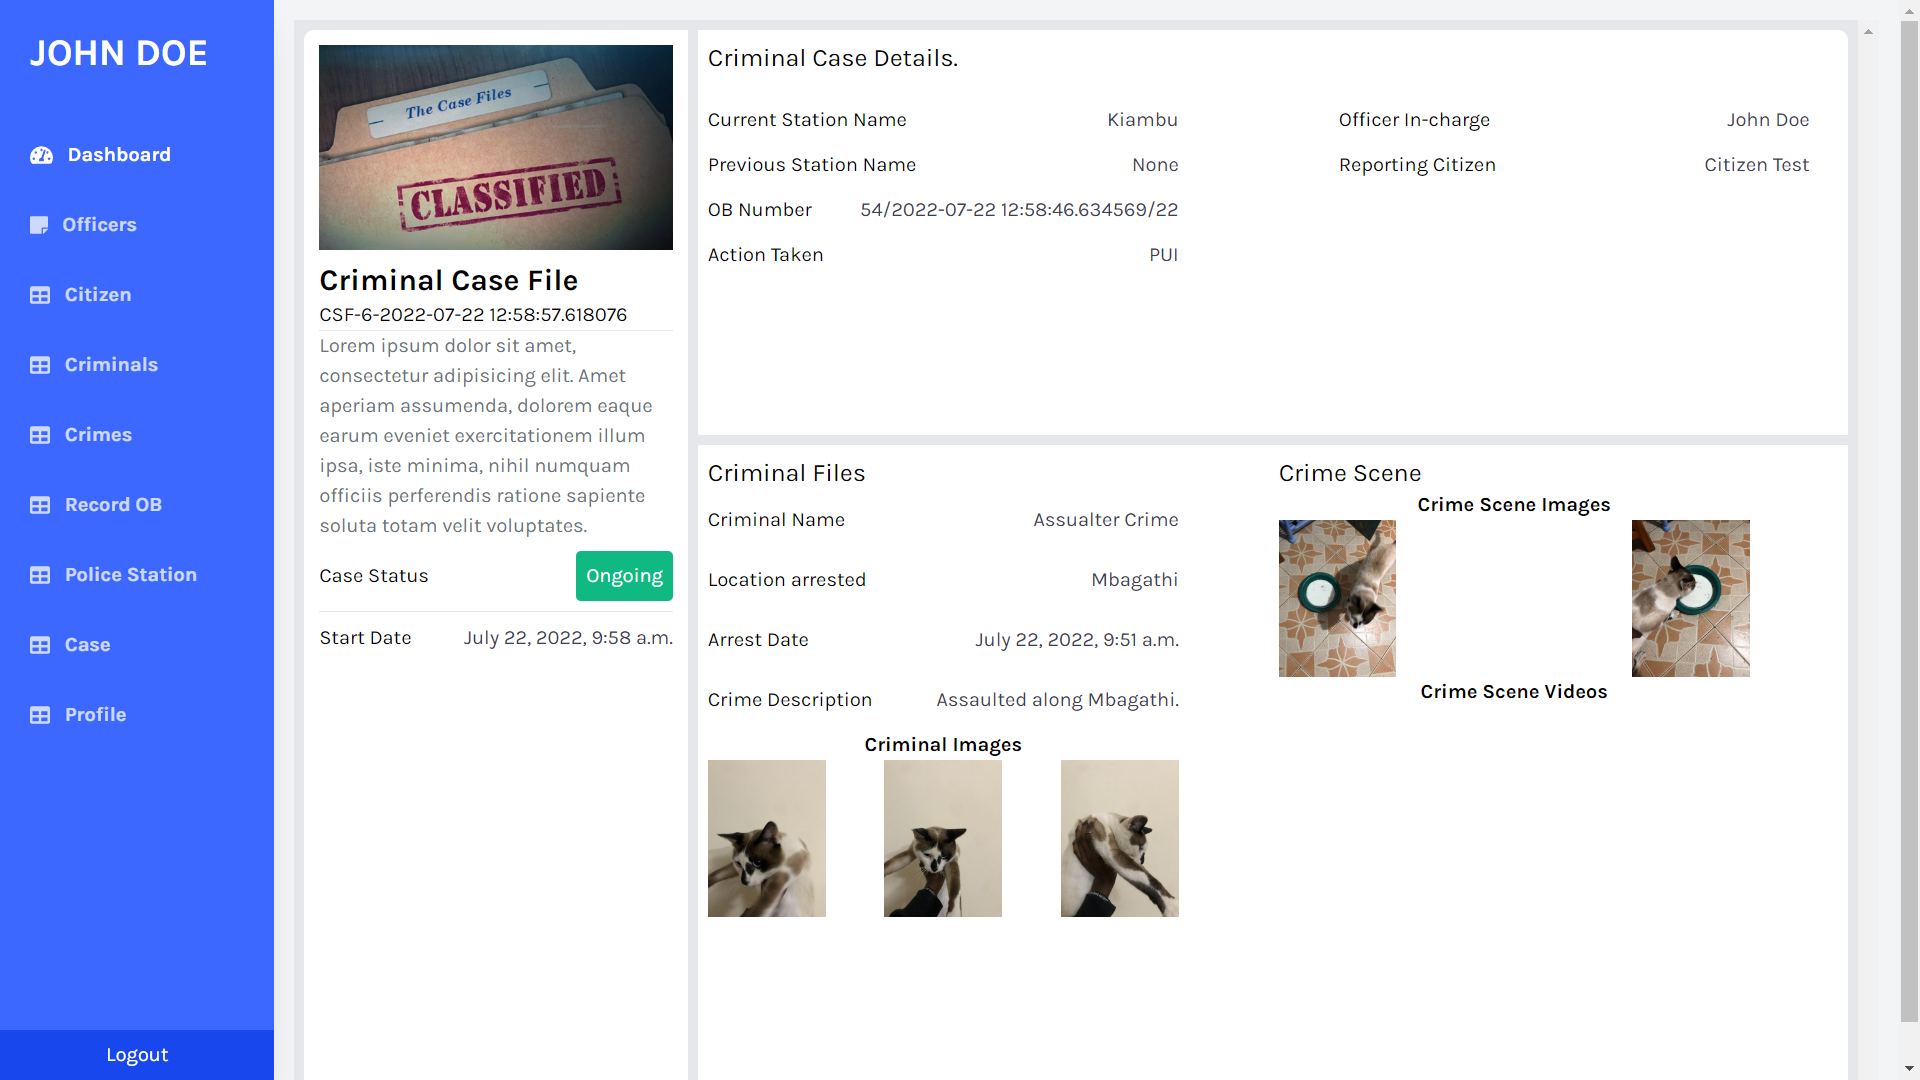 JOHN DOE
Dashboard
Officers
Citizen
Criminals
Crimes
Record OB
Police Station
Case
Profile
Logout
The Case Files
CLASSIFIED
Criminal Case File
CSF-6-2022-07-22 12:58:57.618076
Lorem ipsum dolor sit amet,
consectetur adipisicing elit. Amet
aperiam assumenda, dolorem eaque
earum eveniet exercitationem illum
ipsa, iste minima, nihil numquam
officiis perferendis ratione sapiente
soluta totam velit voluptates.
Case Status Ongoing
Start Date July 22, 2022, 9:58 a.m.
Criminal Case Details.
Current Station Name Kiambu
Previous Station Name None
OB Number 54/2022-07-22 12:58:46.634569/22
Action Taken PUI
Officer In-charge John Doe
Reporting Citizen Citizen Test
Criminal Files
Criminal Name Assualter Crime
Location arrested Mbagathi
Arrest Date July 22, 2022, 9:51 a.m.
Crime Description Assaulted along Mbagathi.
Criminal Images
Crime Scene
Crime Scene Images
Crime Scene Videos